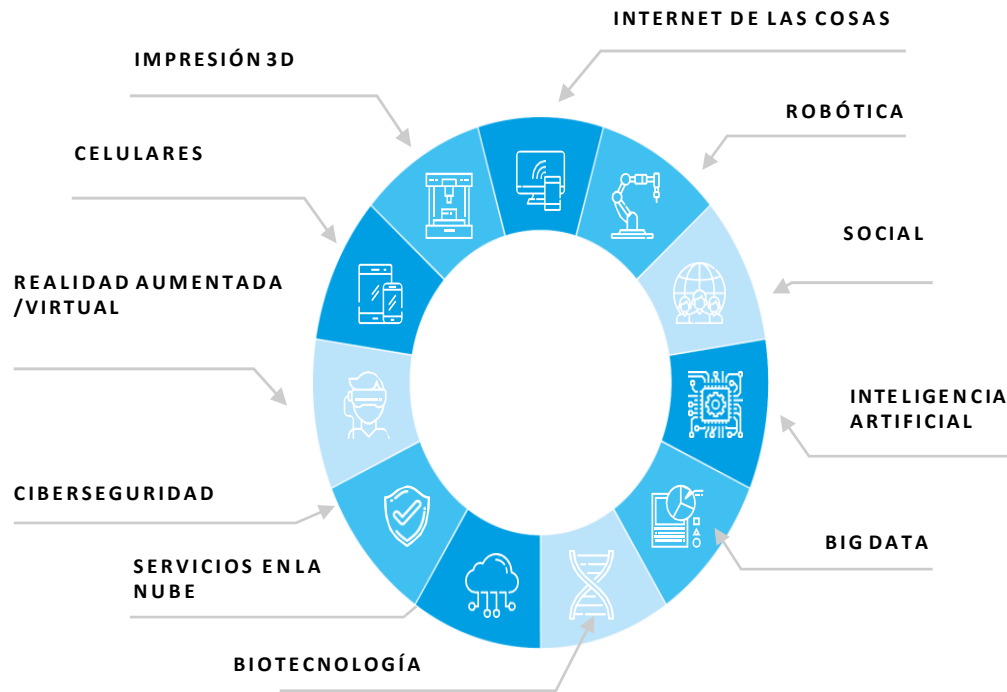 INTERNET DE LAS COSAS
IMPRESIÓN 3D
ROBÓTICA
CELULARES
SOCIAL
REALIDAD AUMENTADA
/VIRTUAL
INTELIGENCIA
ARTIFICIAL
CIBERSEGURIDAD
BIG DATA
SERVICIOS EN LA
NUBE
BIOTECNOLOGÍA